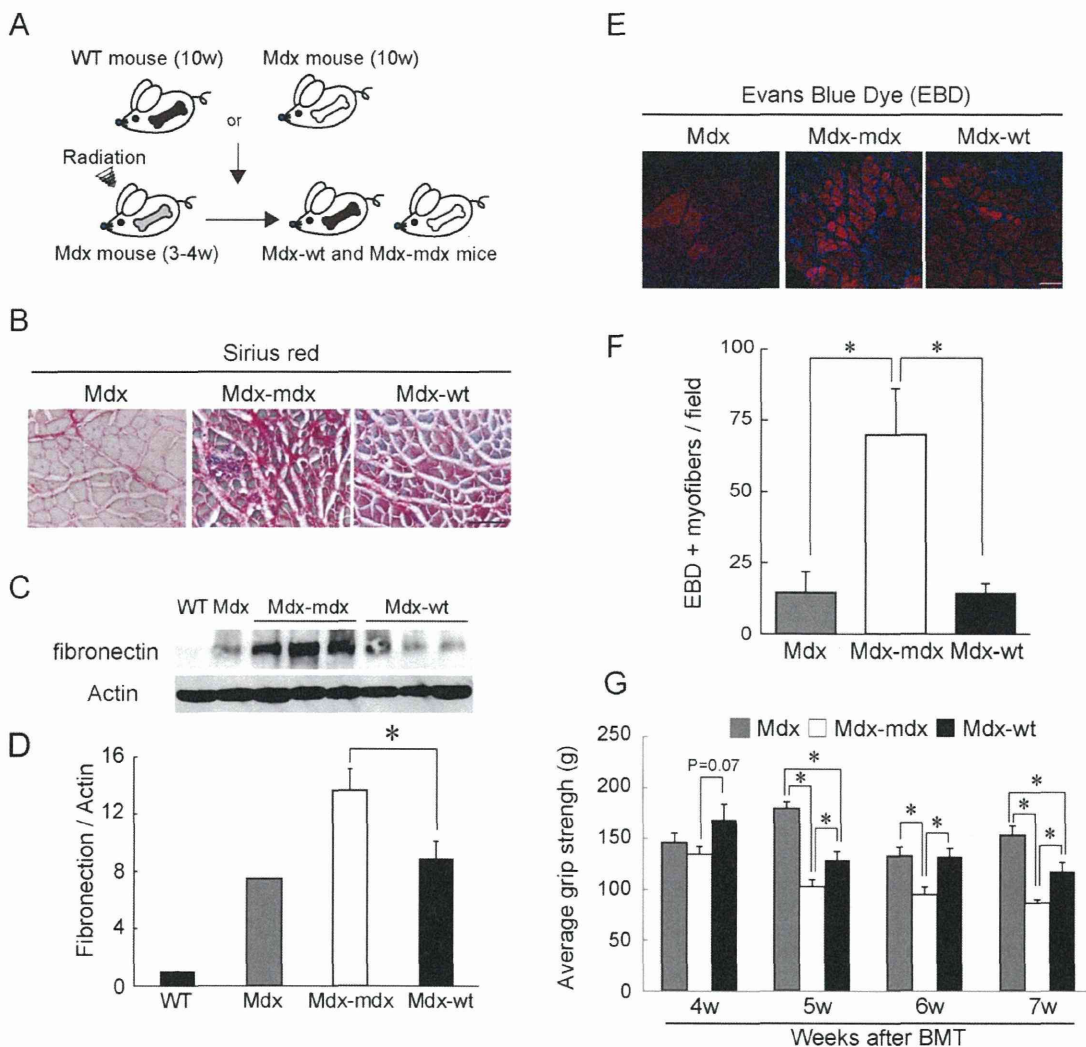 A
WT mouse (10w)
Mdx mouse (10w)
or
Radiation
Mdx mouse (3-4w)
Mdx-wt and Mdx-mdx mice
B
Sirius red
Mdx
Mdx-mdx
Mdx-wt
C
WT Mdx Mdx-mdx Mdx-wt
fibronectin
Actin
D
Fibronection / Actin
16
12
8
4
0
*
WT
Mdx
Mdx-mdx
Mdx-wt
E
Evans Blue Dye (EBD)
Mdx
Mdx-mdx
Mdx-wt
F
EBD + myofibers / field
100
75
50
25
0
*
*
Mdx
Mdx-mdx
Mdx-wt
G
Mdx
Mdx-mdx
Mdx-wt
Average grip strengh (g)
250
200
150
100
50
0
P=0.07
*
*
*
*
*
*
*
*
4w
5w
6w
7w
Weeks after BMT